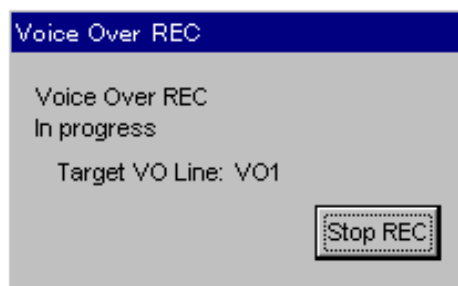 Voice Over REC
Voice Over REC
In progress
Target VO Line: VO1
Stop REC